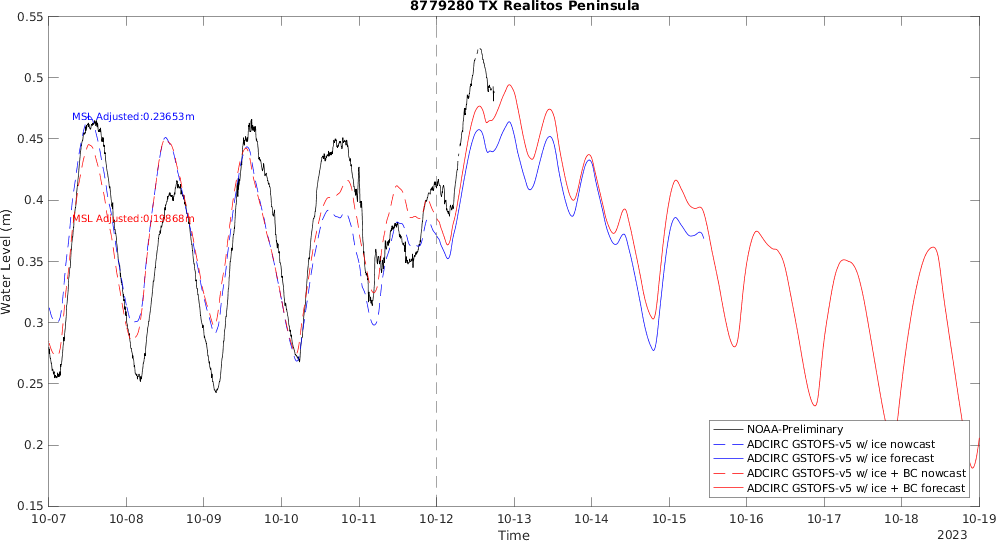 8779280 TX Realitos Peninsula
Water Level (m)
0.55
0.5
0.45
0.4
0.35
0.3
0.25
0.2
0.15
MSL Adjusted:0.23653m
MSL Adjusted:0.19868m
NOAA-Preliminary
ADCIRC GSTOFS-v5 w/ ice nowcast
ADCIRC GSTOFS-v5 w/ ice forecast
ADCIRC GSTOFS-v5 w/ ice + BC nowcast
ADCIRC GSTOFS-v5 w/ ice + BC forecast
10-07 10-08 10-09 10-10 10-11 10-12 10-13 10-14 10-15 10-16 10-17 10-18 10-19
Time
2023